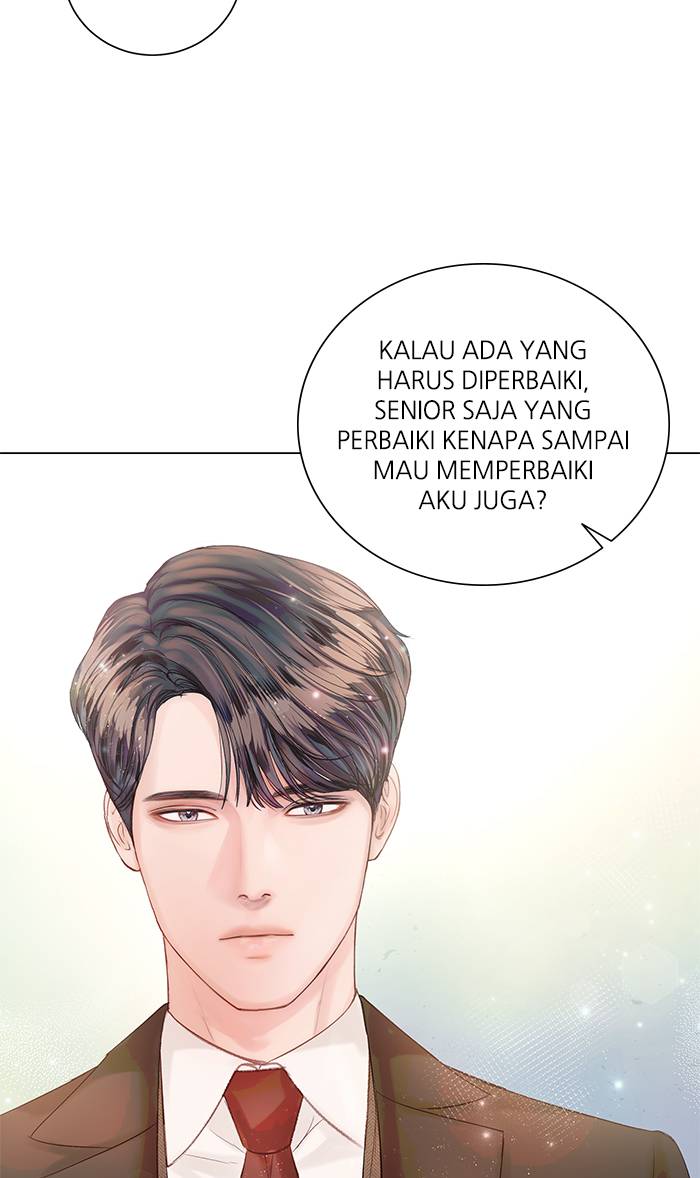 KALAU ADA YANG
HARUS DIPERBAIKI,
SENIOR SAJA YANG
PERBAIKI KENAPA SAMPAI
MAU MEMPERBAIKI
AKU JUGA?